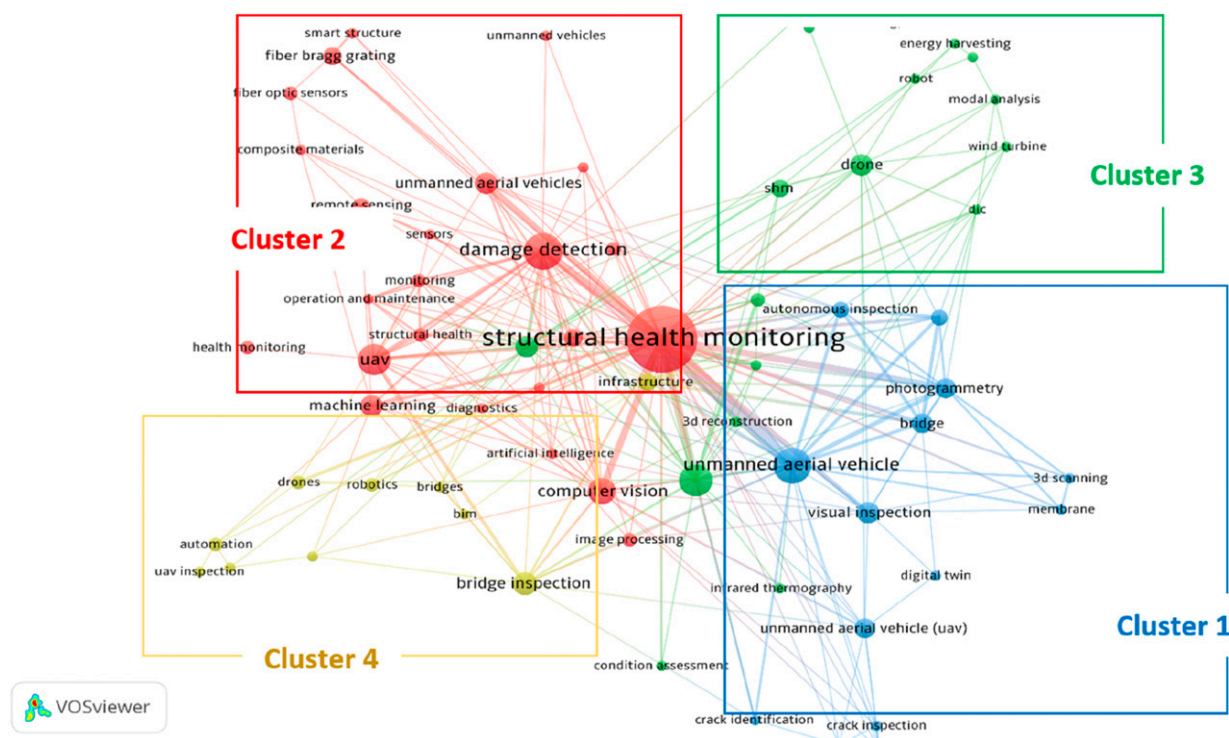 smart structure
unmanned vehicles
fiber bragg grating
fiber optic sensors
composite materials
unmanned aerial vehicles
remote sensing
Cluster 2
sensors
damage detection
monitoring
operation and maintenance
structural health
health monitoring
uav
structural health monitoring
infrastructure
machine learning
diagnostics
energy harvesting
robot
modal analysis
wind turbine
drone
shm
Cluster 3
dic
autonomous inspection
photogrammetry
bridge
3d reconstruction
unmanned aerial vehicle
3d scanning
membrane
visual inspection
digital twin
infrared thermography
unmanned aerial vehicle (uav)
Cluster 1
condition assessment
crack identification
crack inspection
artificial intelligence
computer vision
image processing
drones
robotics
bridges
bim
automation
uav inspection
bridge inspection
Cluster 4
VOSviewer